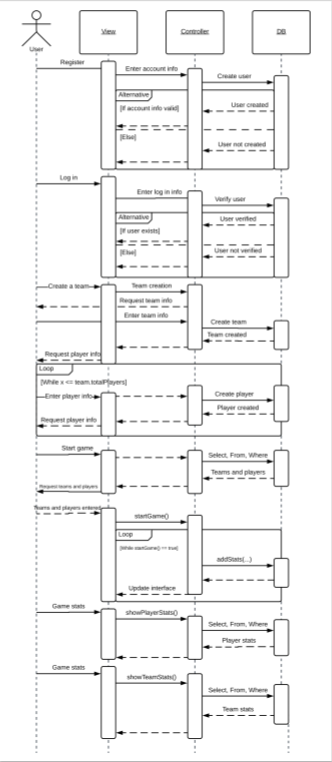 View
Controller
DB
User
Register
Enter account info
Create user
Alternative
[If account info valid]
User created
[Else]
User not created
Log in
Enter log in info
Verify user
Alternative
User verified
[If user exists]
[Else]
User not verified
Create a team
Team creation
Request team info
Enter team info
Create team
Team created
Request player info
Loop
[While x <= team.totalPlayers]
Enter player info
Create player
Player created
Request player info
Start game
Select, From, Where
Teams and players
Request teams and players
Teams and players entered
startGame()
Loop
[While startGame() == true]
addStats(...)
Update interface
Game stats
showPlayerStats()
Select, From, Where
Player stats
Game stats
showTeamStats()
Select, From, Where
Team stats